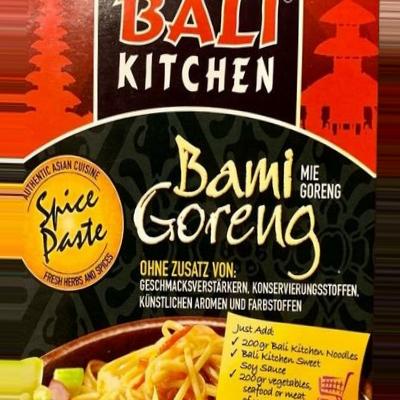 BALI
KITCHEN
®
AUTHENTIC ASIAN CUISINE
Spice
Paste
FRESH HERBS AND SPICES
Bami
Goreng
MIE
GORENG
OHNE ZUSATZ VON:
GESCHMACKSVERSTÄRKERN, KONSERVIERUNGSSTOFFEN,
KÜNSTLICHEN AROMEN UND FARBSTOFFEN
Just Add:
✓ 200gr Bali Kitchen Noodles
✓ Bali Kitchen Sweet
Soy Sauce
✓ 200gr vegetables,
seafood or meat